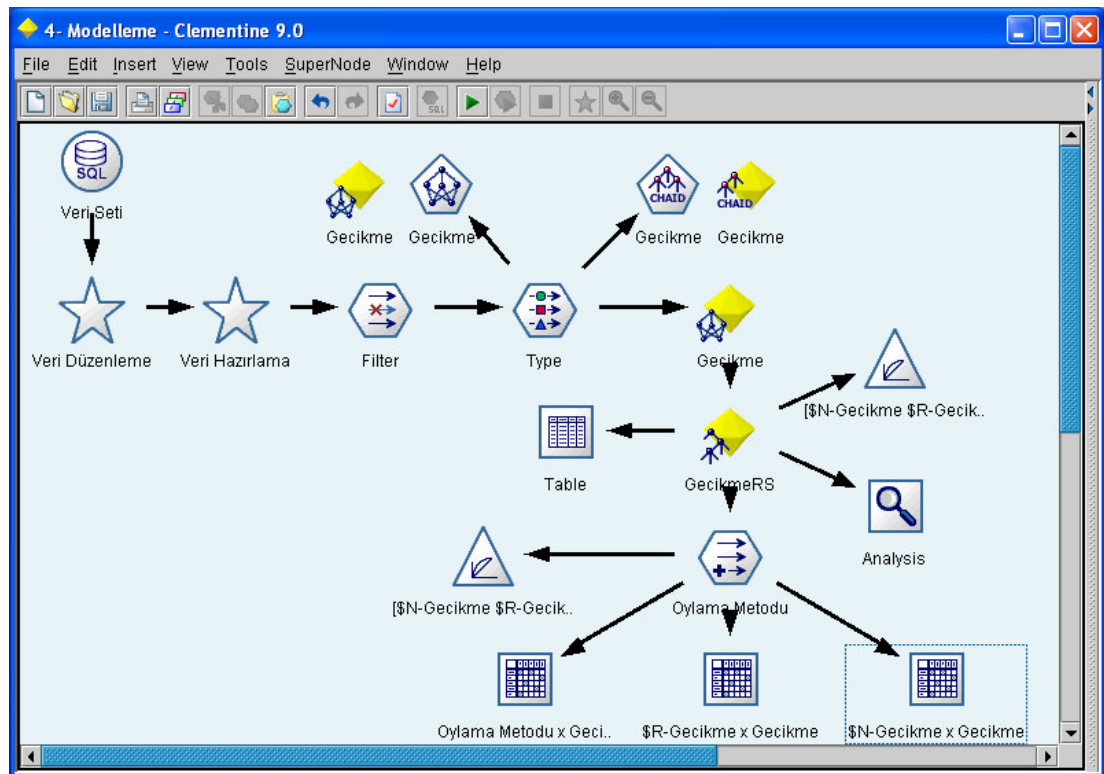 4- Modelleme - Clementine 9.0
File Edit Insert View Tools SuperNode Window Help
SQL
SQL
Veri Seti
CHAID
CHAID
Gecikme Gecikme Gecikme Gecikme
Veri Düzenleme Veri Hazırlama Filter Type Gecikme
[$N-Gecikme $R-Gecik..
Table GecikmeRS
Analysis
[$N-Gecikme $R-Gecik.. Oylama Metodu
Oylama Metodu x Geci.. $R-Gecikme x Gecikme $N-Gecikme x Gecikme